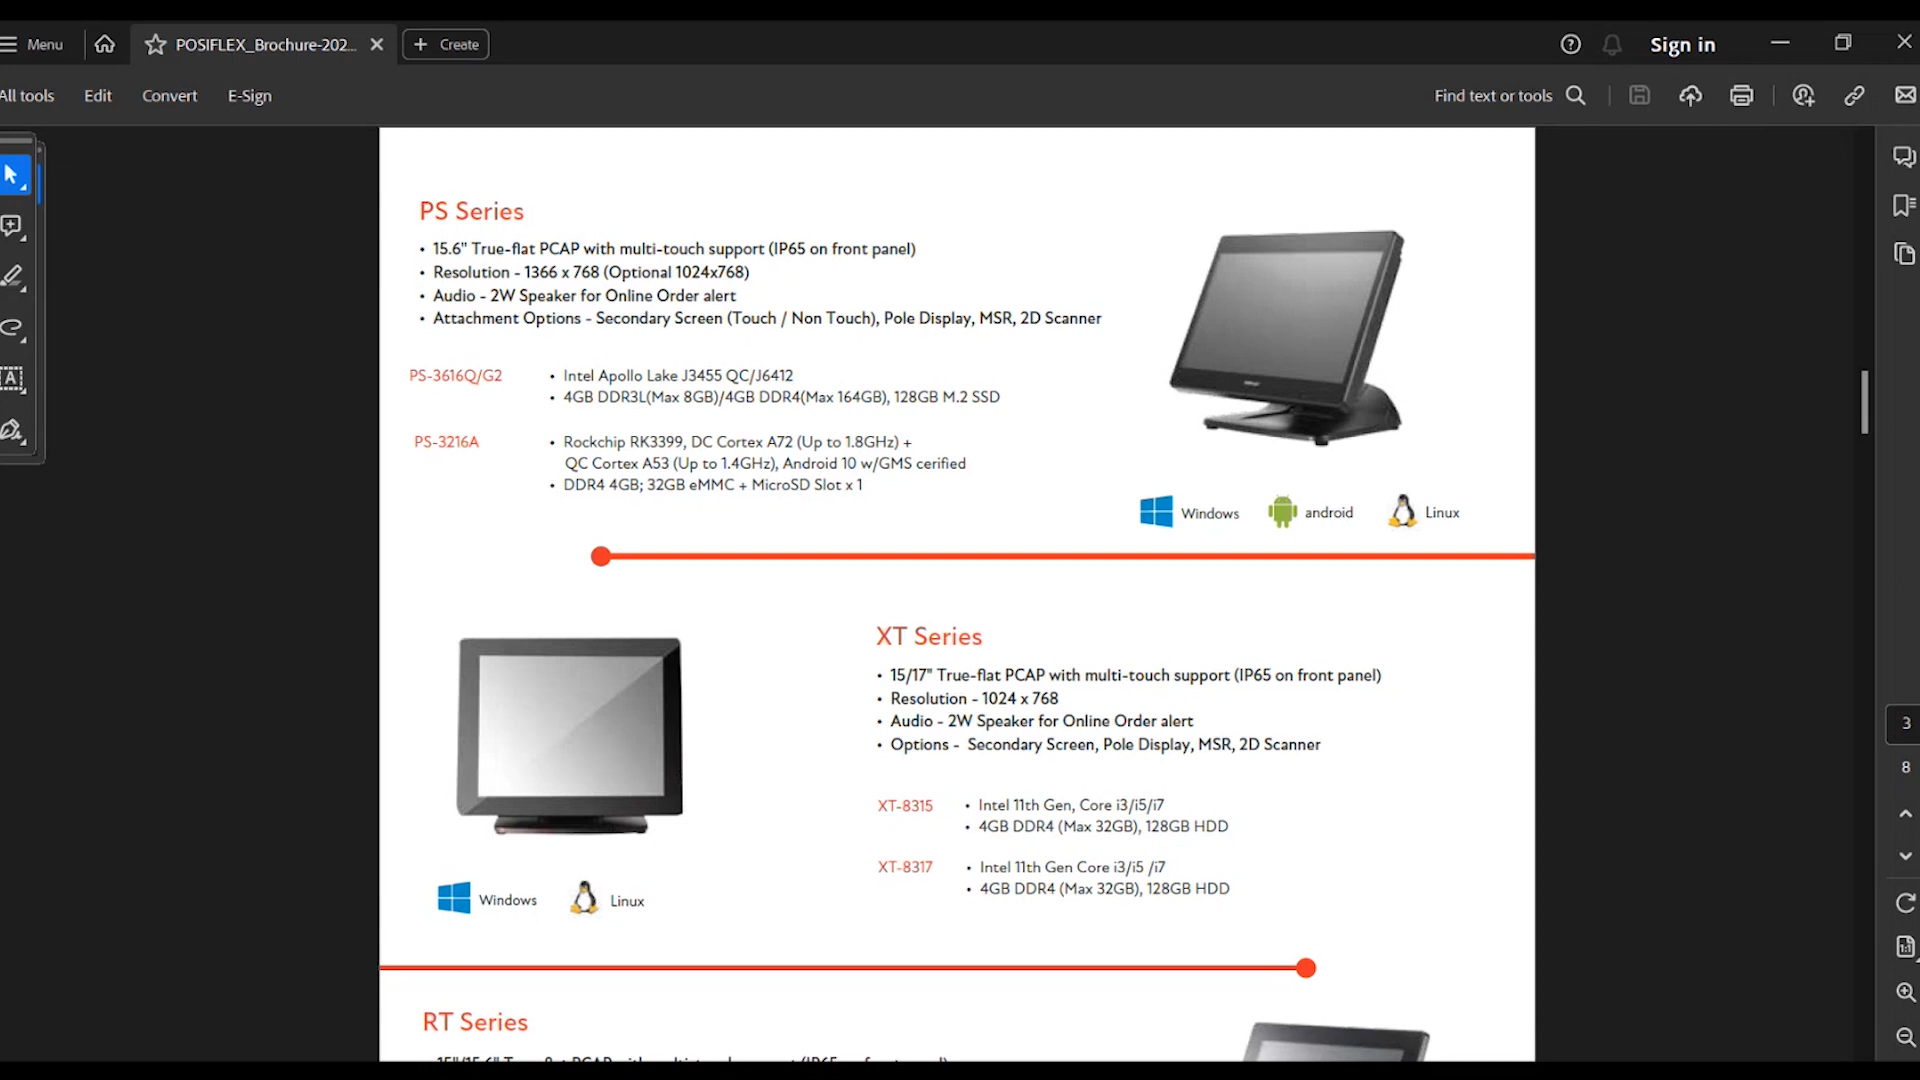 Menu
POSIFLEX_Brochure-202...
Create
Sign in
All tools
Edit
Convert
E-Sign
Find text or tools
PS Series
• 15.6" True-flat PCAP with multi-touch support (IP65 on front panel)
• Resolution - 1366 x 768 (Optional 1024x768)
• Audio - 2W Speaker for Online Order alert
• Attachment Options - Secondary Screen (Touch / Non Touch), Pole Display, MSR, 2D Scanner
PS-3616Q/G2
• Intel Apollo Lake J3455 QC/J6412
• 4GB DDR3L(Max 8GB)/4GB DDR4(Max 164GB), 128GB M.2 SSD
PS-3216A
• Rockchip RK3399, DC Cortex A72 (Up to 1.8GHz) +
QC Cortex A53 (Up to 1.4GHz), Android 10 w/GMS cerified
• DDR4 4GB; 32GB eMMC + MicroSD Slot x 1
Windows
android
Linux
XT Series
• 15/17" True-flat PCAP with multi-touch support (IP65 on front panel)
• Resolution - 1024 x 768
• Audio - 2W Speaker for Online Order alert
• Options - Secondary Screen, Pole Display, MSR, 2D Scanner
XT-8315
• Intel 11th Gen, Core i3/i5/i7
• 4GB DDR4 (Max 32GB), 128GB HDD
XT-8317
• Intel 11th Gen Core i3/i5 /i7
• 4GB DDR4 (Max 32GB), 128GB HDD
Windows
Linux
3
8
RT Series